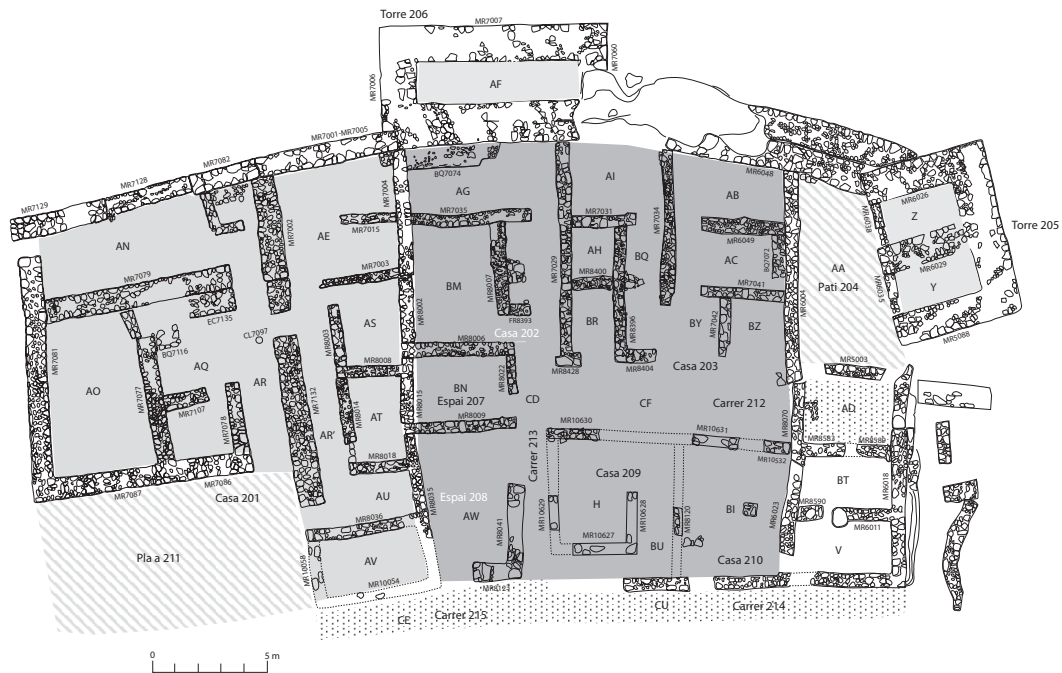 Torre 206
MR7007
MR7060
MR7006
AF
MR7001-MR7005
MR7082
MR7128
MR7129
BQ7074
MR7004
AG
AI
AB
MR6048
MR6026
MR6038
Z
Torre 205
MR7002
AE
MR7015
MR7035
MR7031
MR7034
MR6049
AN
AH
BQ
AC
BQ7072
AA
Pati 204
MR6029
MR6035
Y
MR7079
MR7003
BM
MR8007
MR7029
MR8400
MR7041
MR6004
EC7135
MR8002
FR8393
MR8396
MR5088
MR7081
BQ7116
CL7097
MR8003
AS
Casa 202
BR
BY
MR7042
BZ
AO
AQ
AR
MR8008
MR8006
MR8428
MR8404
Casa 203
MR5003
MR7077
MR7107
MR7132
MR8014
AT
MR8015
BN
Espai 207
MR8022
CD
CF
Carrer 212
AD
MR7078
AR'
MR8009
MR10630
MR10631
MR8070
MR8583
MR8589
MR8018
MR10532
MR7087
MR7086
Casa 201
AU
Espai 208
Carrer 213
Casa 209
BT
MR6018
MR8036
MR8035
AW
MR8041
MR10629
H
MR10628
MR8120
BI
MR6023
MR8590
MR6011
Pla a 211
MR10058
AV
MR10627
BU
Casa 210
V
MR10054
CE
Carrer 215
CU
Carrer 214
0
5 m